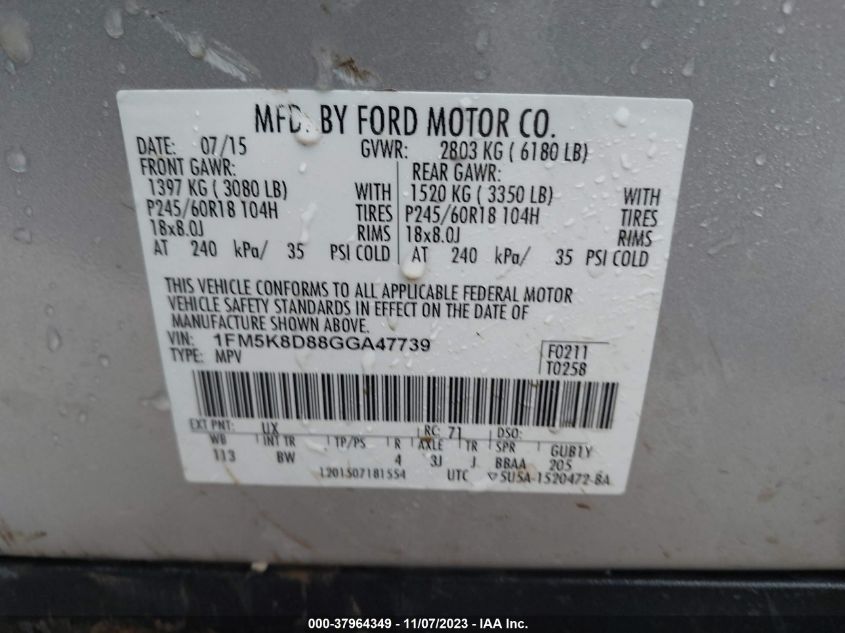 MFD. BY FORD MOTOR CO.
DATE: 07/15 GVWR: 2803 KG ( 6180 LB)
FRONT GAWR: REAR GAWR:
1397 KG ( 3080 LB) WITH 1520 KG ( 3350 LB) WITH
P245/60R18 104H TIRES P245/60R18 104H TIRES
18x8.0J RIMS 18x8.0J RIMS
AT 240 kPa/ 35 PSI COLD AT 240 kPa/ 35 PSI COLD
THIS VEHICLE CONFORMS TO ALL APPLICABLE FEDERAL MOTOR
VEHICLE SAFETY STANDARDS IN EFFECT ON THE DATE OF
MANUFACTURE SHOWN ABOVE.
VIN: 1FM5K8D88GGA47739 F0211
TYPE: MPV T0258
EXT PNT: UX RC: 71 DSO:
WB INT TR TP/PS R AXLE TR SPR GUB1Y
113 BW 4 3J J BBAA 205
1201507181554 UTC ▽5U5A-1520472-BA
000-37964349 — 11/07/2023 — IAA Inc.